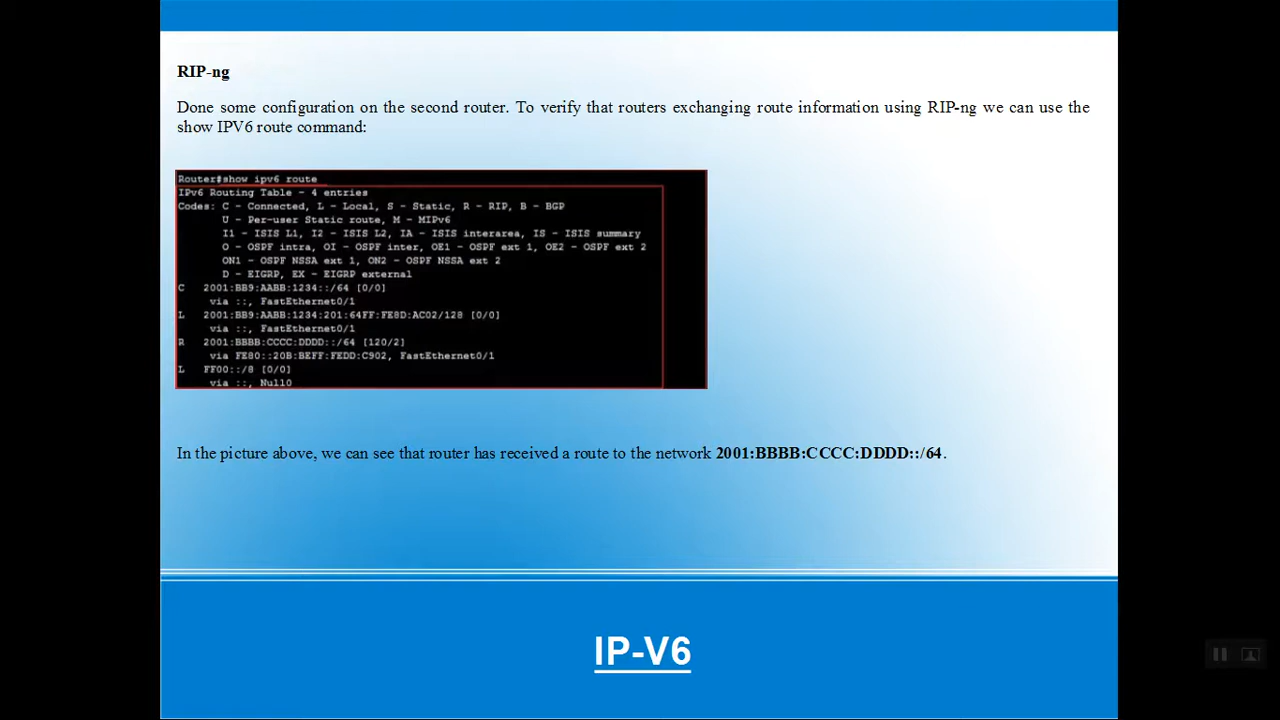 RIP-ng
Done some configuration on the second router. To verify that routers exchanging route information using RIP-ng we can use the
show IPV6 route command:
Router#show ipv6 route
IPv6 Routing Table - 4 entries
Codes: C - Connected, L - Local, S - Static, R - RIP, B - BGP
U - Per-user Static route, M - MIPv6
I1 - ISIS L1, I2 - ISIS L2, IA - ISIS interarea, IS - ISIS summary
O - OSPF intra, OI - OSPF inter, OE1 - OSPF ext 1, OE2 - OSPF ext 2
ON1 - OSPF NSSA ext 1, ON2 - OSPF NSSA ext 2
D - EIGRP, EX - EIGRP external
C 2001:BB9:AABB:1234::/64 [0/0]
via ::, FastEthernet0/1
L 2001:BB9:AABB:1234:201:64FF:FE8D:AC02/128 [0/0]
via ::, FastEthernet0/1
R 2001:BBBB:CCCC:DDDD::/64 [120/2]
via FE80::20B:BEFF:FEDD:C902, FastEthernet0/1
L FF00::/8 [0/0]
via ::, Null0
In the picture above, we can see that router has received a route to the network 2001:BBBB:CCCC:DDDD::/64.
IP-V6